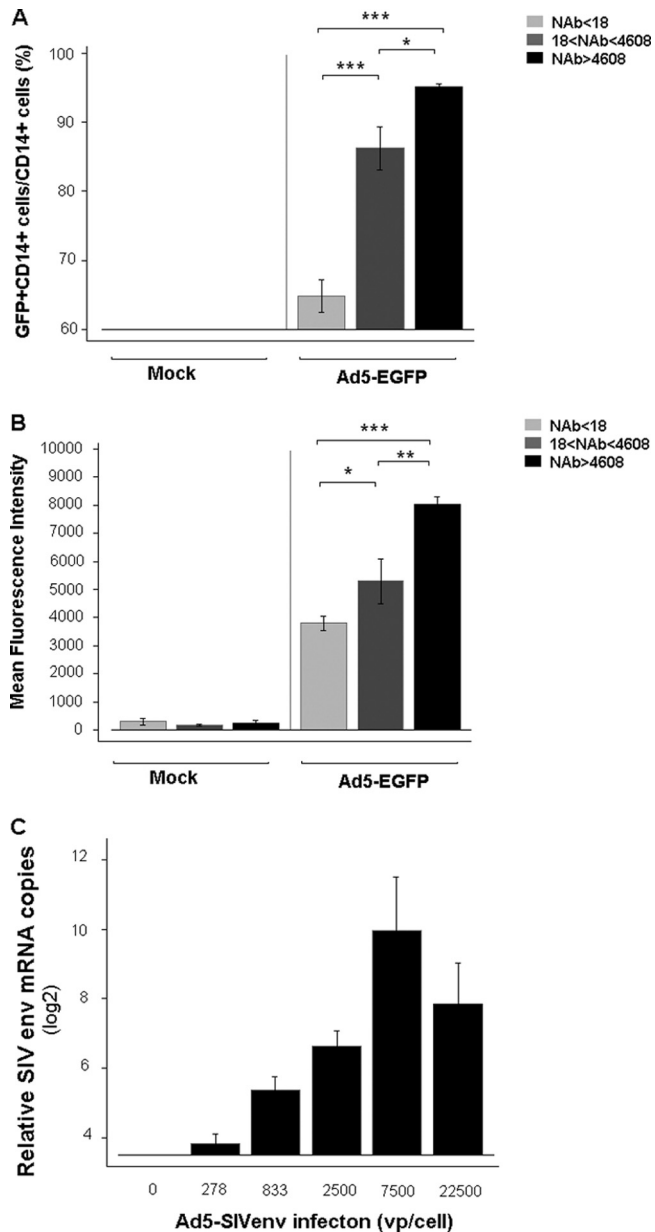 A
NAb<18
18<NAb<4608
NAb>4608
GFP+CD14+ cells/CD14+ cells (%)
100
90
80
70
60
***
***
*
Mock
Ad5-EGFP
B
NAb<18
18<NAb<4608
NAb>4608
Mean Fluorescence Intensity
10000
9000
8000
7000
6000
5000
4000
3000
2000
1000
0
***
*
**
Mock
Ad5-EGFP
C
Relative SIV env mRNA copies
(log2)
12
10
8
6
4
0
278
833
2500
7500
22500
Ad5-SIVenv infecton (vp/cell)